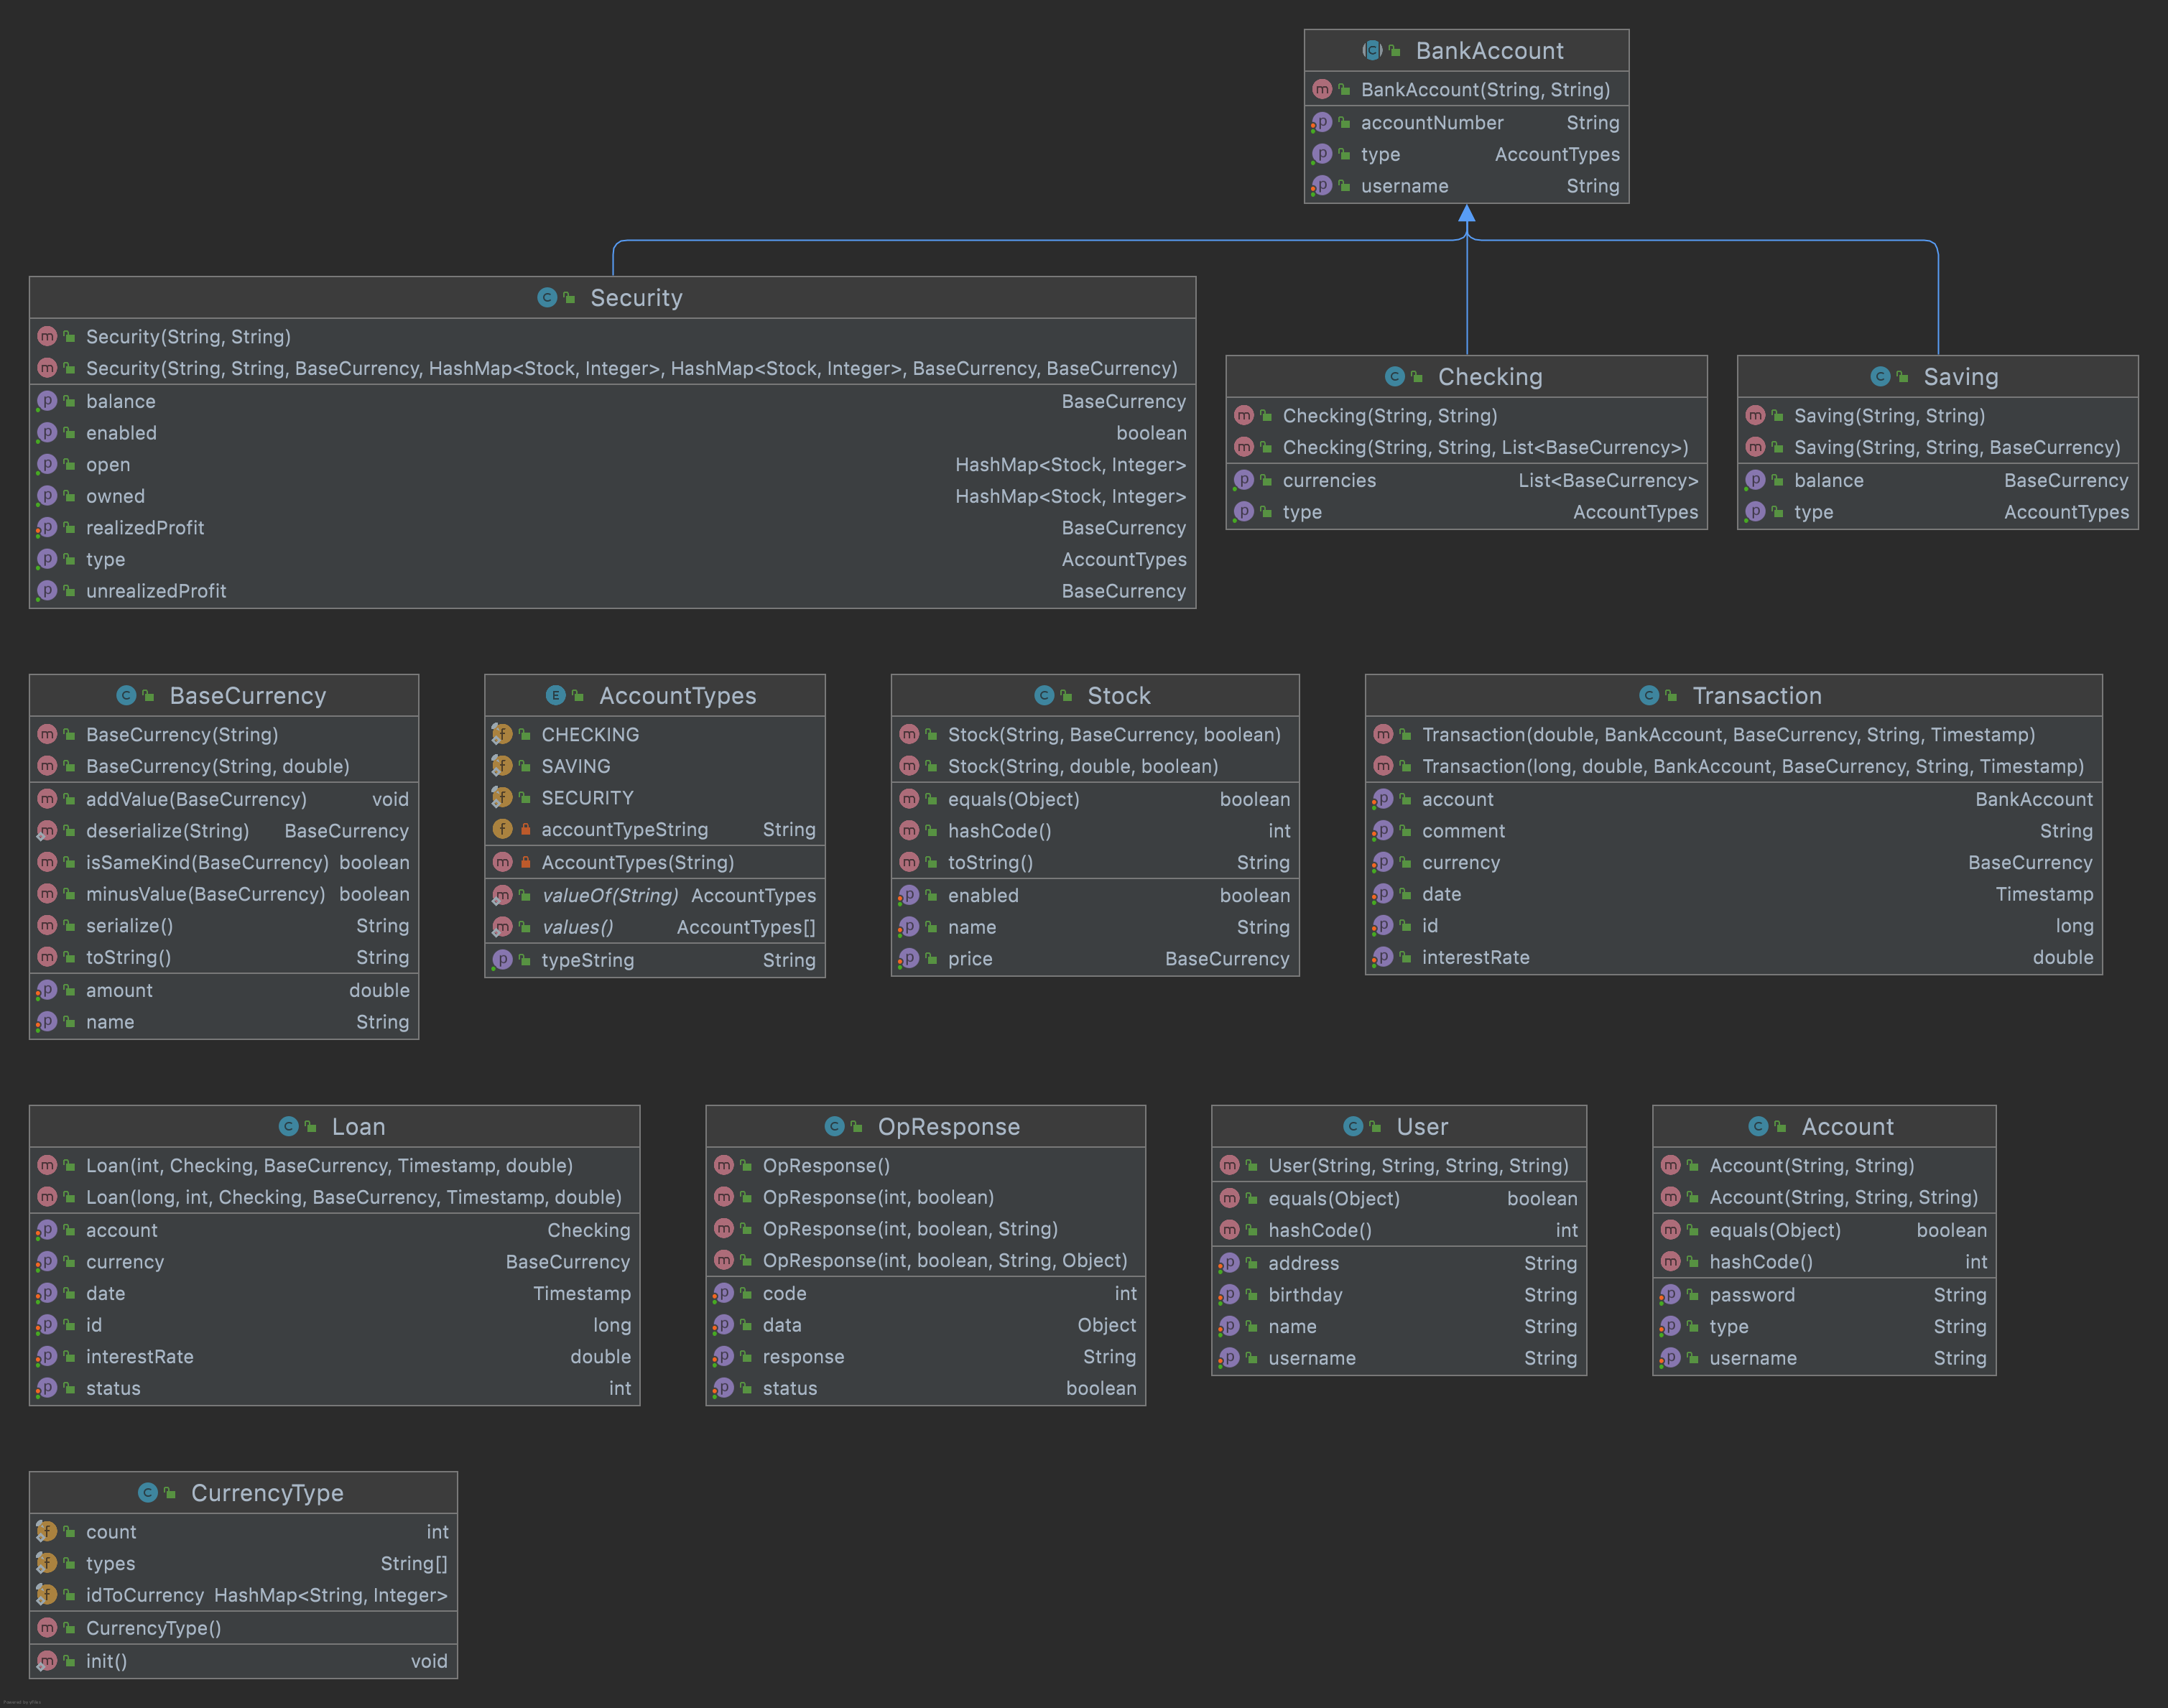 BankAccount
BankAccount(String, String)
accountNumber String
type AccountTypes
username String
Security
Security(String, String)
Security(String, String, BaseCurrency, HashMap<Stock, Integer>, HashMap<Stock, Integer>, BaseCurrency, BaseCurrency)
balance BaseCurrency
enabled boolean
open HashMap<Stock, Integer>
owned HashMap<Stock, Integer>
realizedProfit BaseCurrency
type AccountTypes
unrealizedProfit BaseCurrency
Checking
Checking(String, String)
Checking(String, String, List<BaseCurrency>)
currencies List<BaseCurrency>
type AccountTypes
Saving
Saving(String, String)
Saving(String, String, BaseCurrency)
balance BaseCurrency
type AccountTypes
BaseCurrency
BaseCurrency(String)
BaseCurrency(String, double)
addValue(BaseCurrency) void
deserialize(String) BaseCurrency
isSameKind(BaseCurrency) boolean
minusValue(BaseCurrency) boolean
serialize() String
toString() String
amount double
name String
AccountTypes
CHECKING
SAVING
SECURITY
accountTypeString String
AccountTypes(String)
valueOf(String) AccountTypes
values() AccountTypes[]
typeString String
Stock
Stock(String, BaseCurrency, boolean)
Stock(String, double, boolean)
equals(Object) boolean
hashCode() int
toString() String
enabled boolean
name String
price BaseCurrency
Transaction
Transaction(double, BankAccount, BaseCurrency, String, Timestamp)
Transaction(long, double, BankAccount, BaseCurrency, String, Timestamp)
account BankAccount
comment String
currency BaseCurrency
date Timestamp
id long
interestRate double
Loan
Loan(int, Checking, BaseCurrency, Timestamp, double)
Loan(long, int, Checking, BaseCurrency, Timestamp, double)
account Checking
currency BaseCurrency
date Timestamp
id long
interestRate double
status int
OpResponse
OpResponse()
OpResponse(int, boolean)
OpResponse(int, boolean, String)
OpResponse(int, boolean, String, Object)
code int
data Object
response String
status boolean
User
User(String, String, String, String)
equals(Object) boolean
hashCode() int
address String
birthday String
name String
username String
Account
Account(String, String)
Account(String, String, String)
equals(Object) boolean
hashCode() int
password String
type String
username String
CurrencyType
count int
types String[]
idToCurrency HashMap<String, Integer>
CurrencyType()
init() void
Powered by yFiles